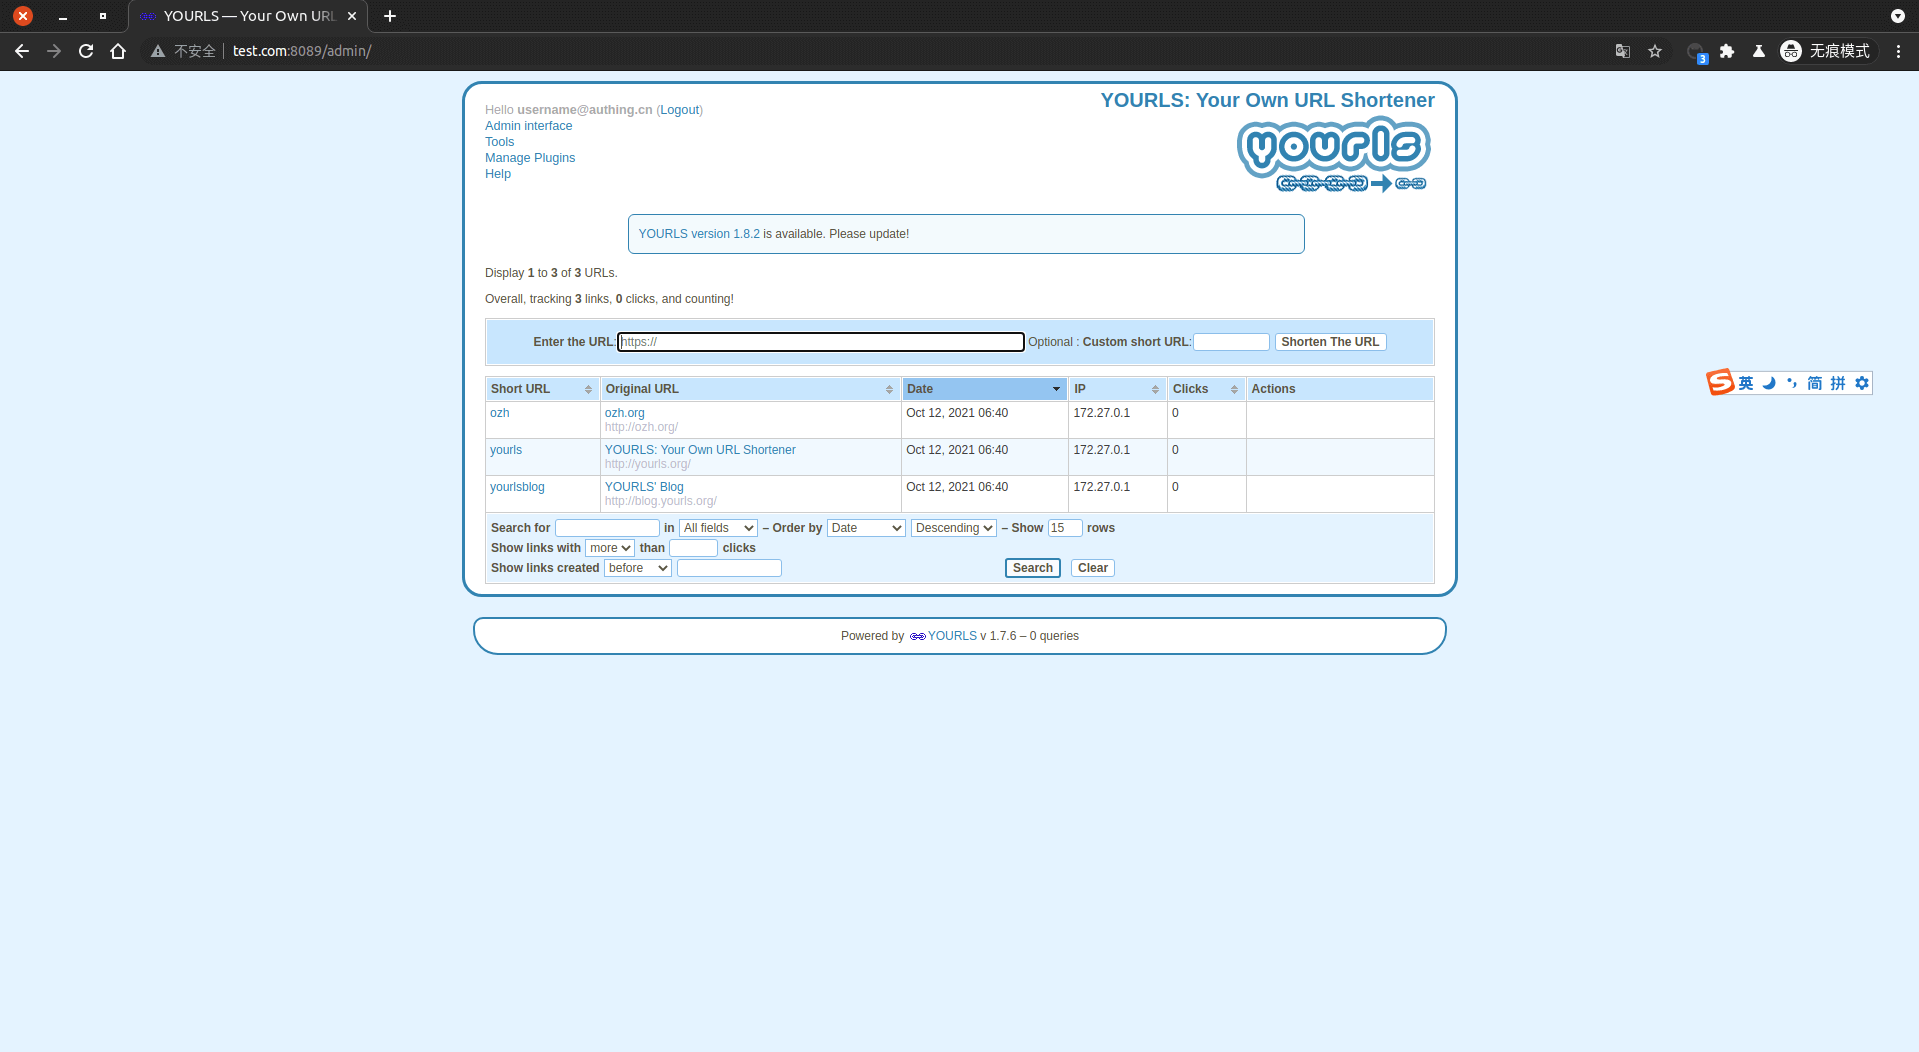 YOURLS — Your Own URL
不安全 test.com:8089/admin/
3
无痕模式
Hello username@authing.cn (Logout)
Admin interface
Tools
Manage Plugins
Help
YOURLS: Your Own URL Shortener
yourls
YOURLS version 1.8.2 is available. Please update!
Display 1 to 3 of 3 URLs.
Overall, tracking 3 links, 0 clicks, and counting!
Enter the URL: https:// Optional : Custom short URL: Shorten The URL
Short URL Original URL Date IP Clicks Actions
ozh ozh.org Oct 12, 2021 06:40 172.27.0.1 0
http://ozh.org/
yourls YOURLS: Your Own URL Shortener Oct 12, 2021 06:40 172.27.0.1 0
http://yourls.org/
yourlsblog YOURLS' Blog Oct 12, 2021 06:40 172.27.0.1 0
http://blog.yourls.org/
Search for in All fields – Order by Date Descending – Show 15 rows
Show links with more than clicks
Show links created before Search Clear
Powered by YOURLS v 1.7.6 – 0 queries
S 英 简 拼